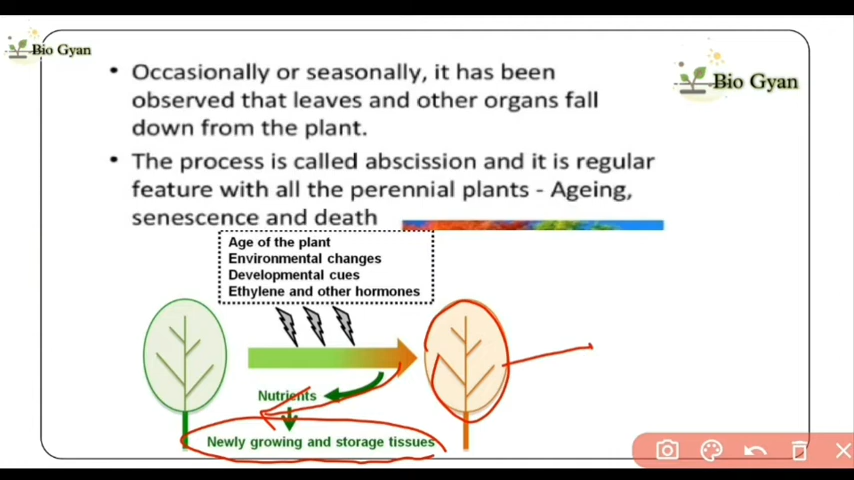 Bio Gyan
Bio Gyan
• Occasionally or seasonally, it has been
observed that leaves and other organs fall
down from the plant.
• The process is called abscission and it is regular
feature with all the perennial plants - Ageing,
senescence and death
Age of the plant
Environmental changes
Developmental cues
Ethylene and other hormones
Nutrients
Newly growing and storage tissues